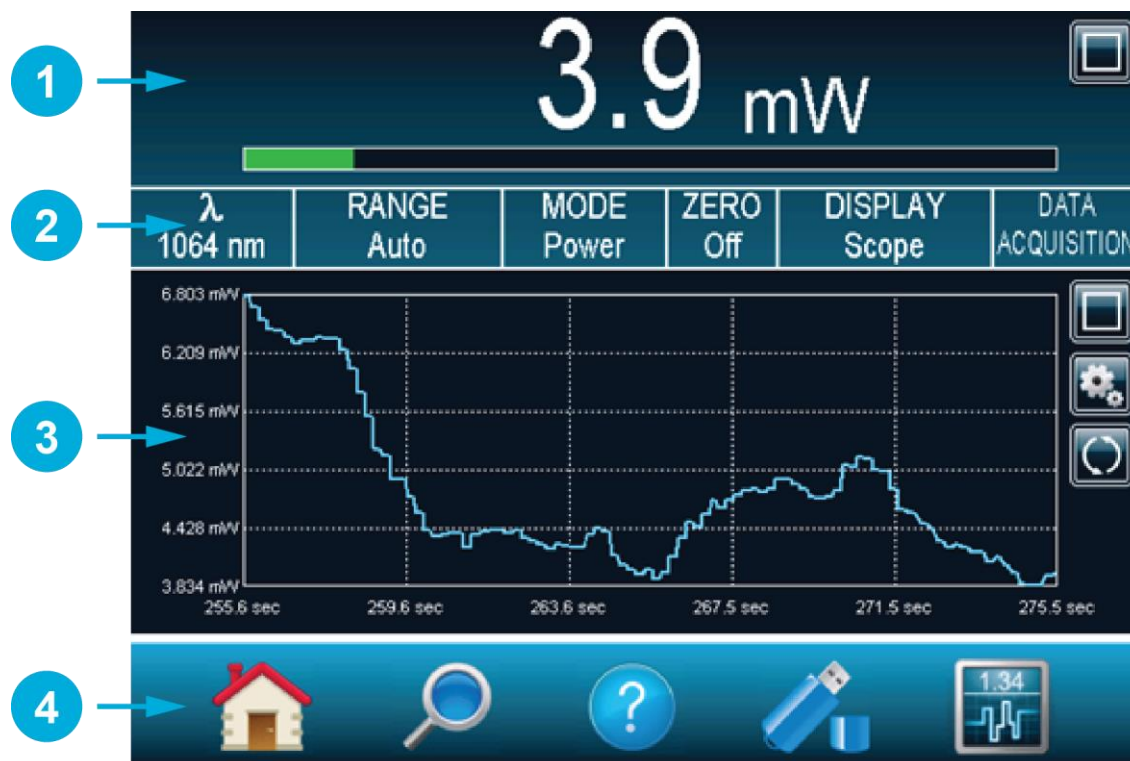 1
3.9 mW
2
λ RANGE MODE ZERO DISPLAY DATA
1064 nm Auto Power Off Scope ACQUISITION
3
6.803 mW
6.209 mW
5.615 mW
5.022 mW
4.428 mW
3.834 mW
255.6 sec 259.6 sec 263.6 sec 267.5 sec 271.5 sec 275.5 sec
4
?
1.34